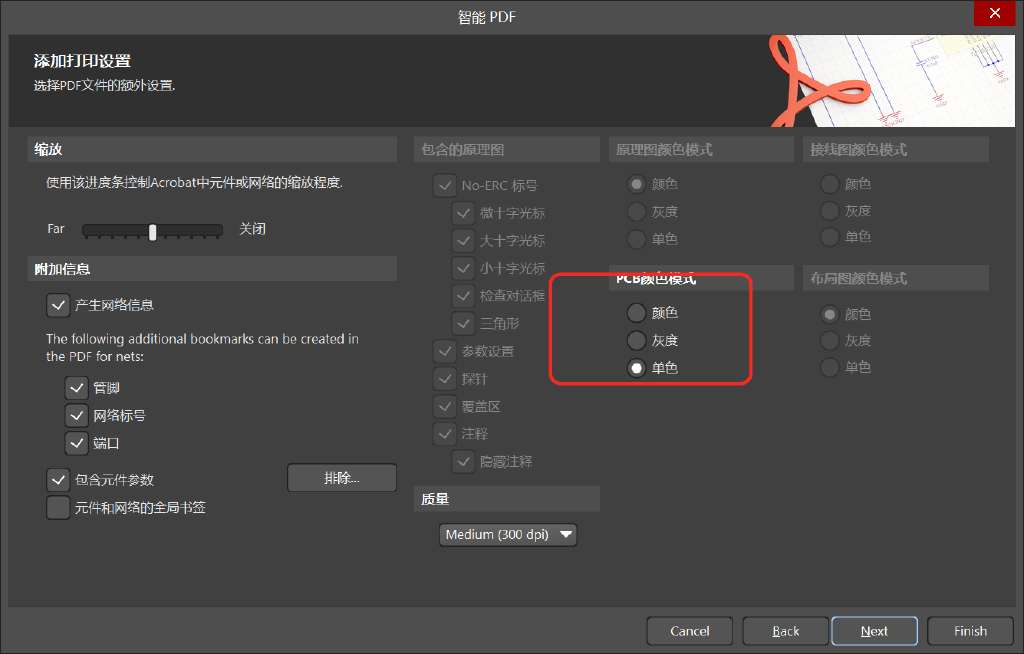 智能 PDF
添加打印设置
选择PDF文件的额外设置.
缩放
使用该进度条控制Acrobat中元件或网络的缩放程度.
Far
关闭
附加信息
产生网络信息
The following additional bookmarks can be created in
the PDF for nets:
管脚
网络标号
端口
包含元件参数
排除...
元件和网络的全局书签
包含的原理图
No-ERC 标号
微十字光标
大十字光标
小十字光标
检查对话框
三角形
参数设置
探针
覆盖区
注释
隐藏注释
质量
Medium (300 dpi)
原理图颜色模式
颜色
灰度
单色
PCB颜色模式
颜色
灰度
单色
接线图颜色模式
颜色
灰度
单色
布局图颜色模式
颜色
灰度
单色
Cancel
Back
Next
Finish